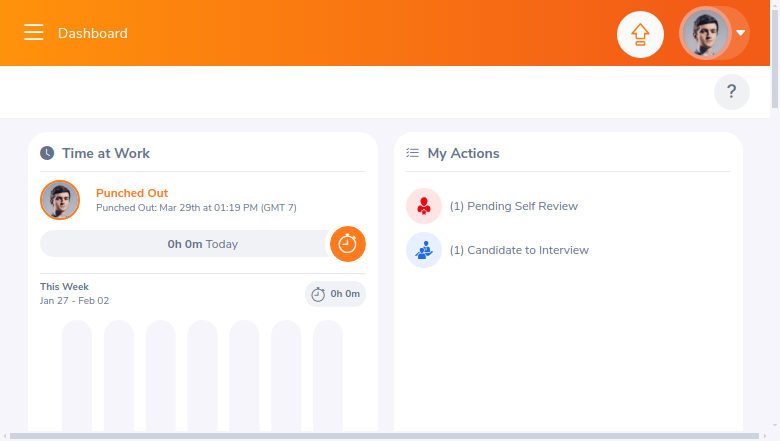 Dashboard
?
Time at Work
Punched Out
Punched Out: Mar 29th at 01:19 PM (GMT 7)
0h 0m Today
This Week
Jan 27 - Feb 02
0h 0m
My Actions
(1) Pending Self Review
(1) Candidate to Interview